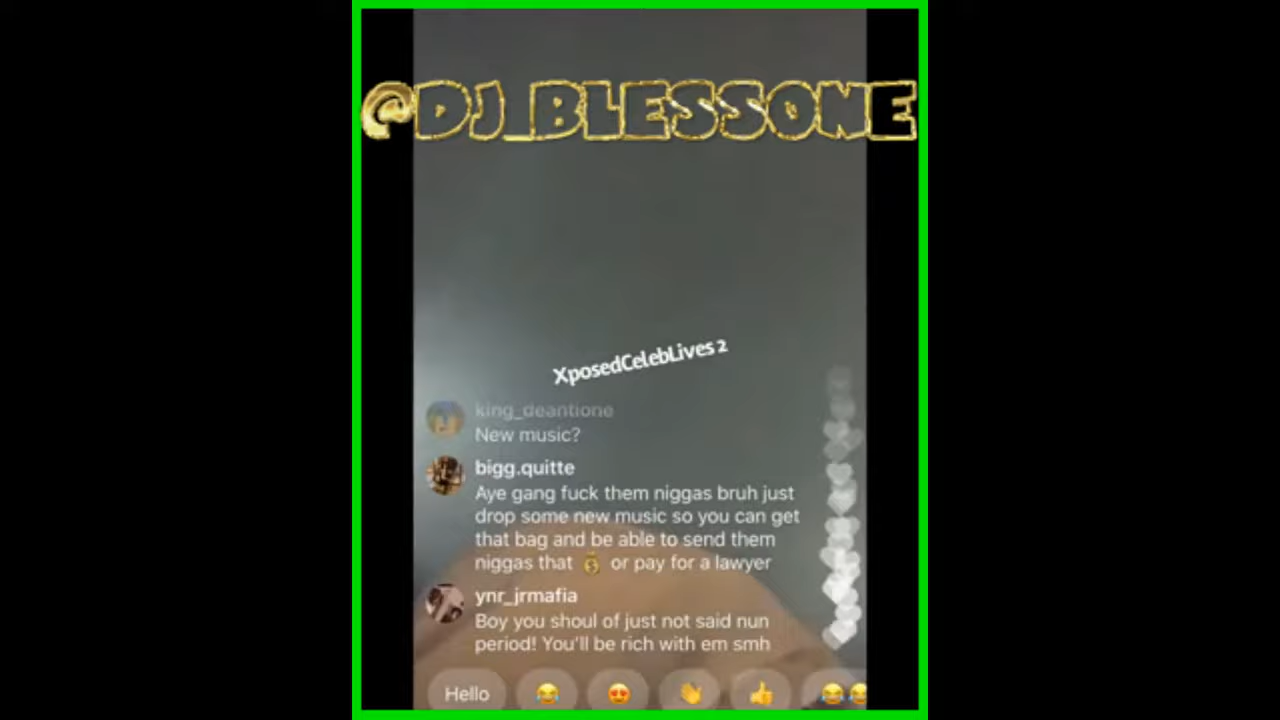 @DJ_BLESSONE
XposedCelebLives 2
king_deantione
New music?
bigg.quitte
Aye gang fuck them niggas bruh just
drop some new music so you can get
that bag and be able to send them
niggas that 💰 or pay for a lawyer
ynr_jrmafia
Boy you shoul of just not said nun
period! You'll be rich with em smh
Hello 😂 😍 👏 👍 😂😂